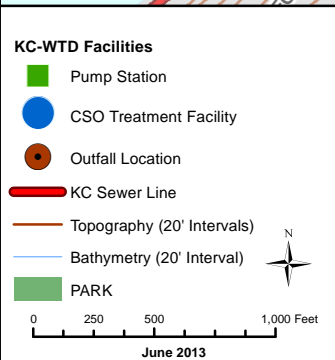 KC-WTD Facilities
Pump Station
CSO Treatment Facility
Outfall Location
KC Sewer Line
Topography (20' Intervals)
Bathymetry (20' Interval)
N
PARK
0 250 500 1,000 Feet
June 2013